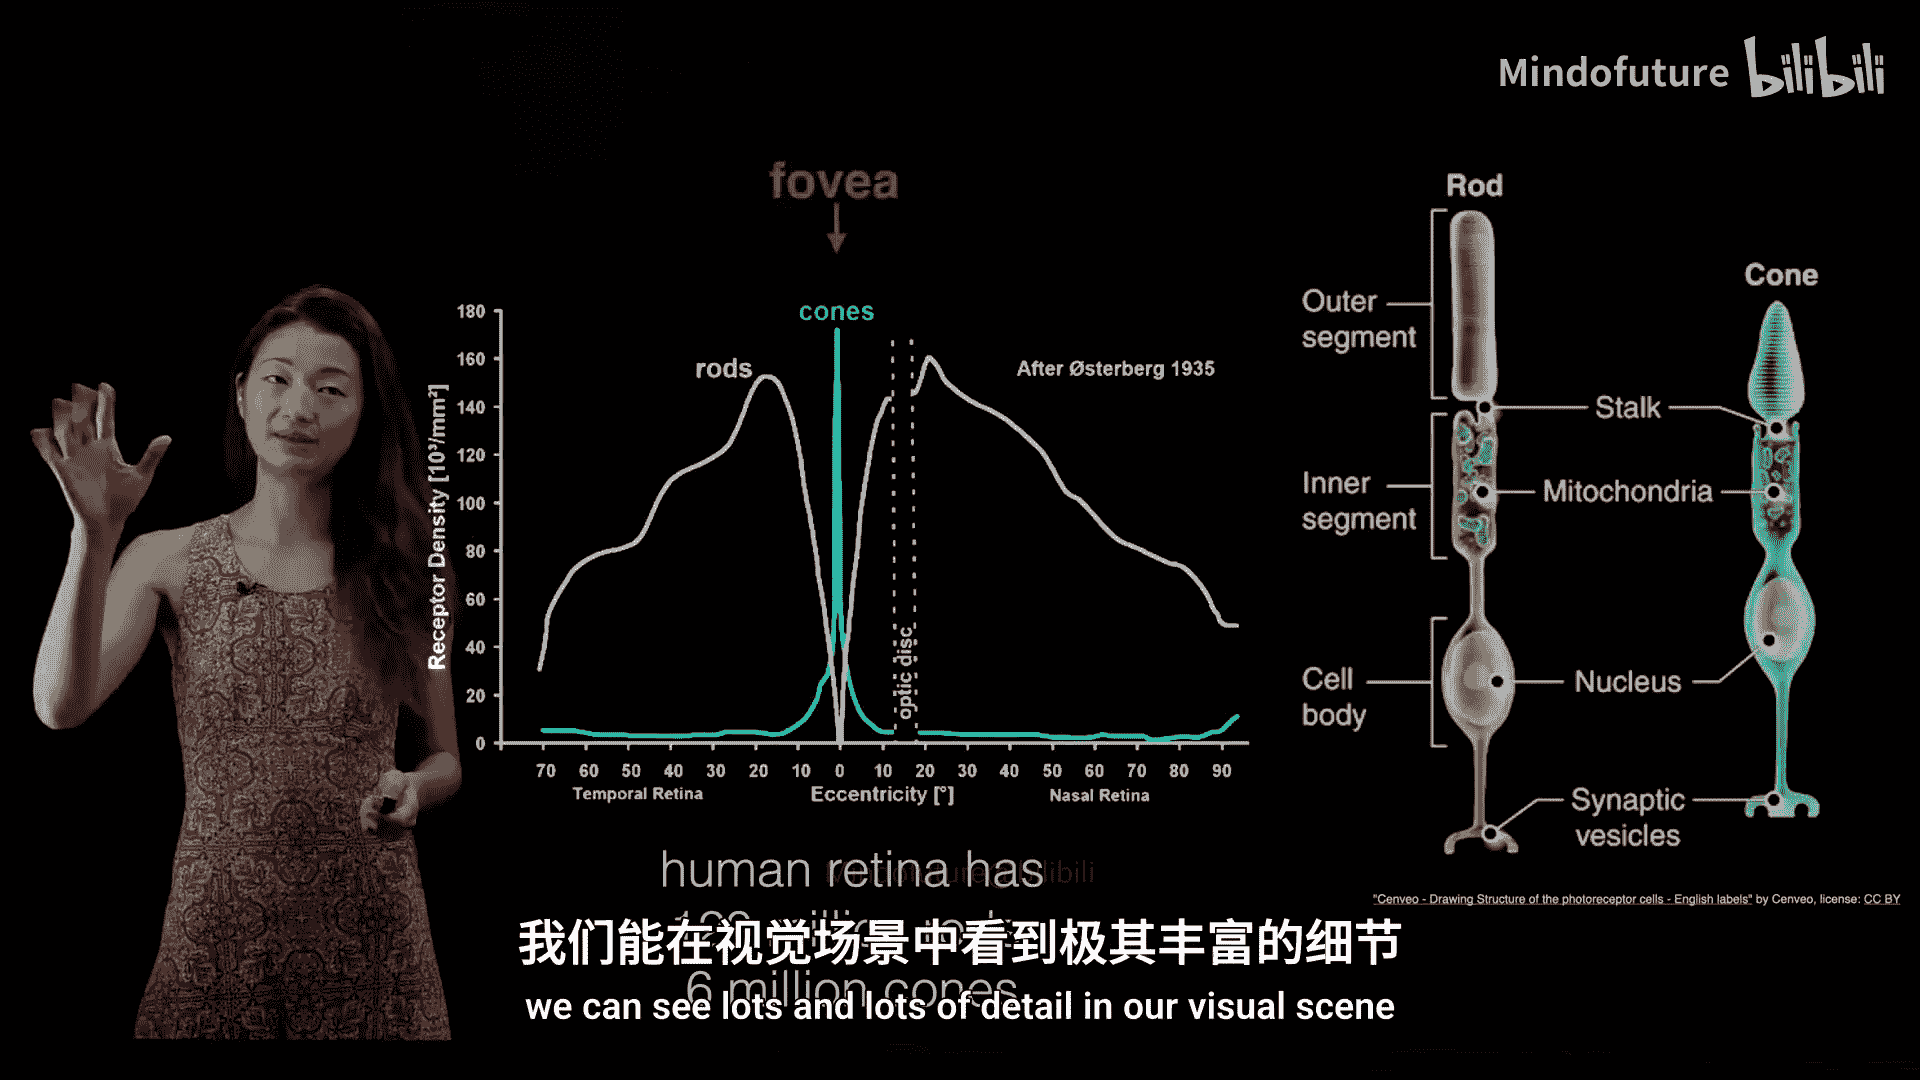 Mindofuture bilibili
fovea
cones
rods
After Østerberg 1935
Receptor Density [10³/mm²]
180
160
140
120
100
80
60
40
20
0
optic disc
70 60 50 40 30 20 10 0 10 20 30 40 50 60 70 80 90
Temporal Retina
Eccentricity [°]
Nasal Retina
Rod
Cone
Outer
segment
Stalk
Inner
segment
Mitochondria
Cell
body
Nucleus
Synaptic
vesicles
"Cenveo - Drawing Structure of the photoreceptor cells - English labels" by Cenveo, license: CC BY
human retina has
6 million cones
我们能在视觉场景中看到极其丰富的细节
we can see lots and lots of detail in our visual scene